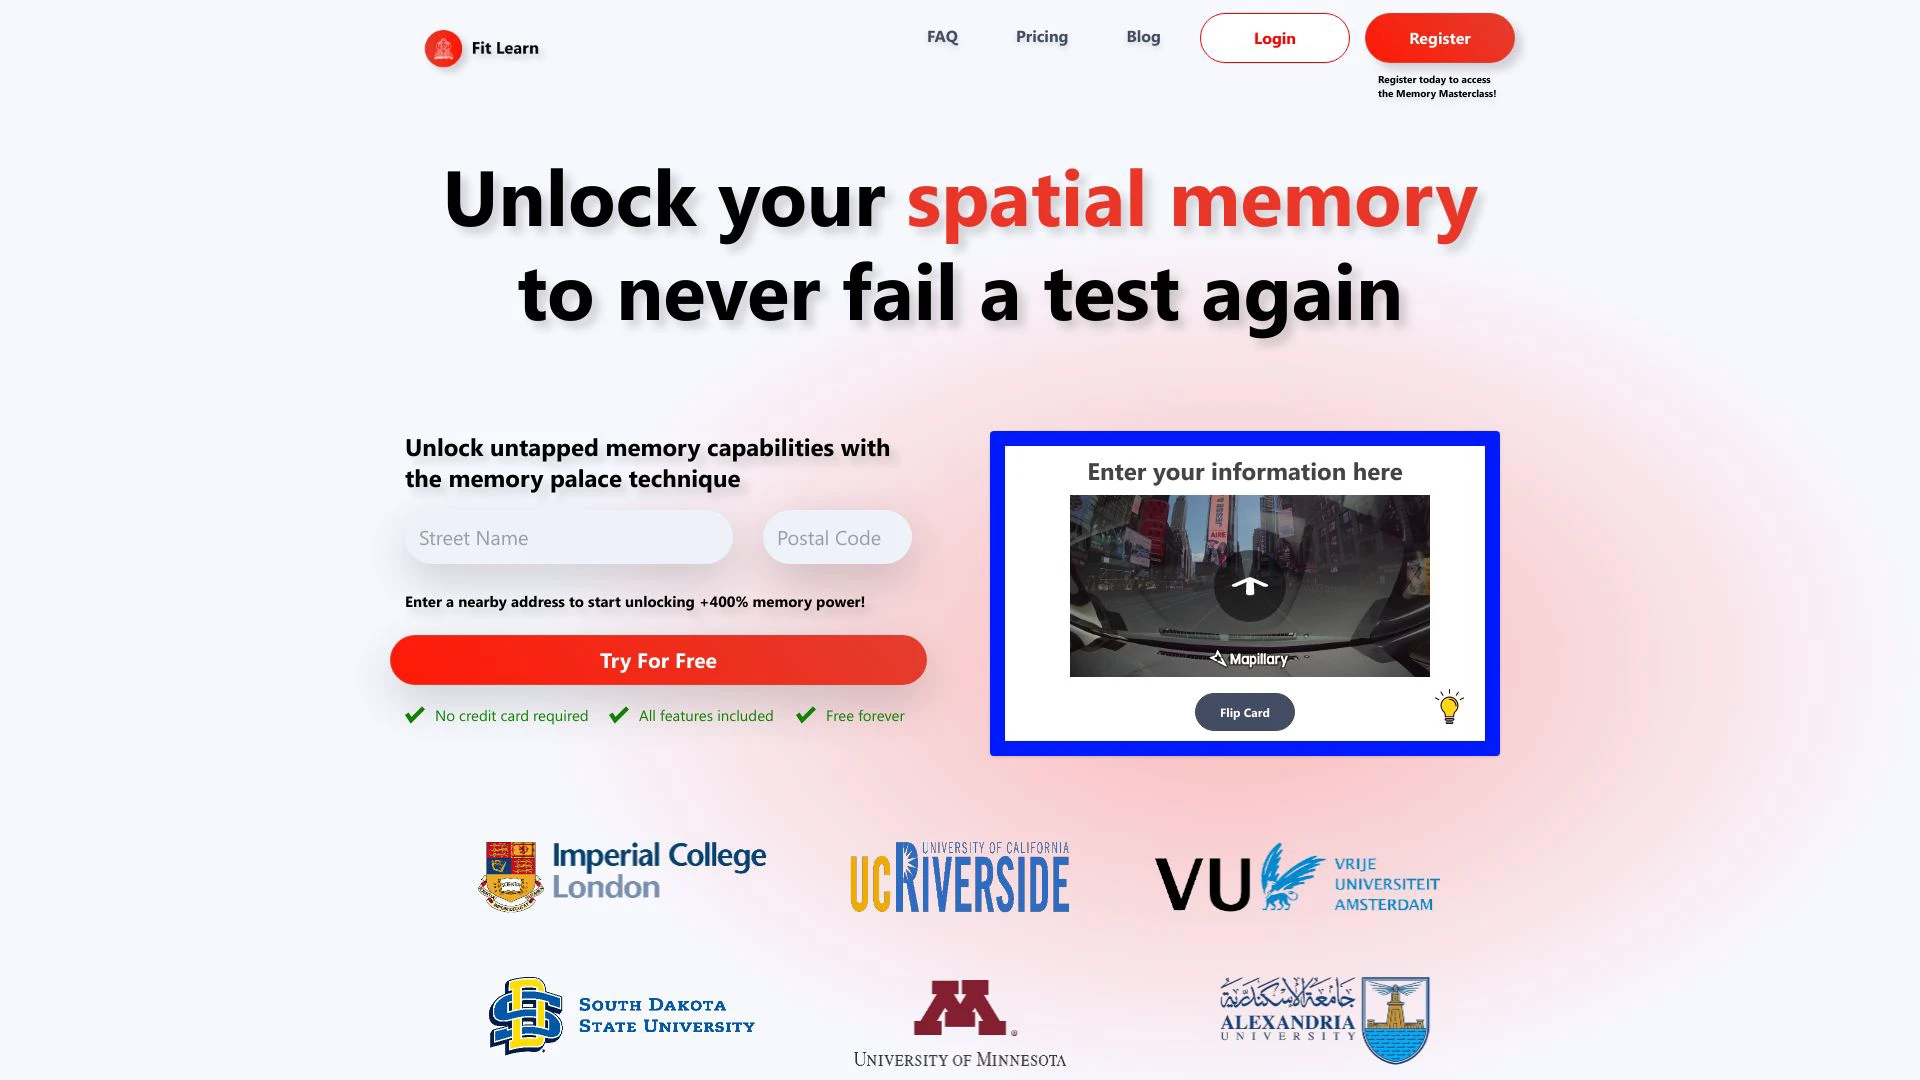 Fit Learn
FAQ
Pricing
Blog
Login
Register
Register today to access
the Memory Masterclass!
Unlock your spatial memory
to never fail a test again
Unlock untapped memory capabilities with
the memory palace technique
Street Name
Postal Code
Enter a nearby address to start unlocking +400% memory power!
Try For Free
No credit card required
All features included
Free forever
Enter your information here
JESSE &
AIRE
Mapillary
Flip Card
Imperial College
London
UNIVERSITY OF CALIFORNIA
UCRIVERSIDE
VU
VRIJE
UNIVERSITEIT
AMSTERDAM
SOUTH DAKOTA
STATE UNIVERSITY
M
®
UNIVERSITY OF MINNESOTA
جامعة الإسكندرية
ALEXANDRIA
UNIVERSITY